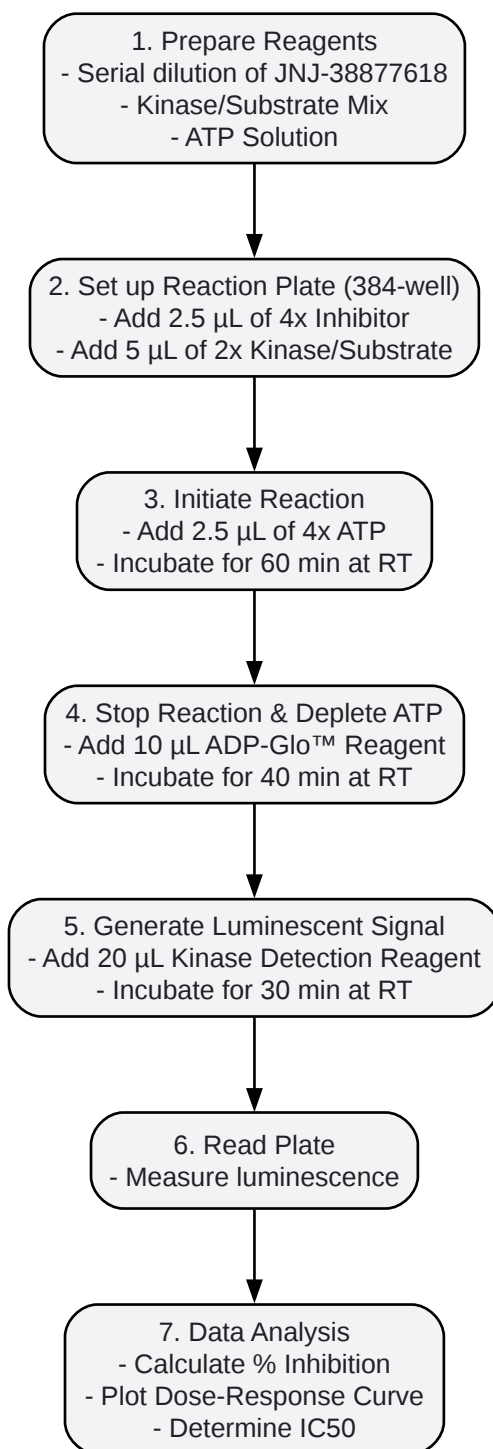 1. Prepare Reagents
- Serial dilution of JNJ-38877618
- Kinase/Substrate Mix
- ATP Solution
2. Set up Reaction Plate (384-well)
- Add 2.5 µL of 4x Inhibitor
- Add 5 µL of 2x Kinase/Substrate
3. Initiate Reaction
- Add 2.5 µL of 4x ATP
- Incubate for 60 min at RT
4. Stop Reaction & Deplete ATP
- Add 10 µL ADP-Glo™ Reagent
- Incubate for 40 min at RT
5. Generate Luminescent Signal
- Add 20 µL Kinase Detection Reagent
- Incubate for 30 min at RT
6. Read Plate
- Measure luminescence
7. Data Analysis
- Calculate % Inhibition
- Plot Dose-Response Curve
- Determine IC50